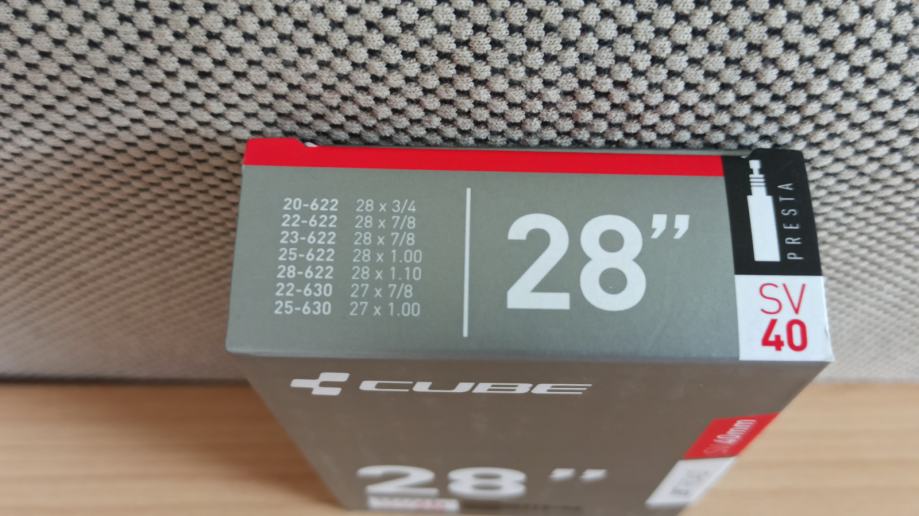 20-622 28 x 3/4
22-622 28 x 7/8
23-622 28 x 7/8
25-622 28 x 1.00
28-622 28 x 1.10
22-630 27 x 7/8
25-630 27 x 1.00
28”
PRESTA
SV
40
CUBE
SV 40mm
28”